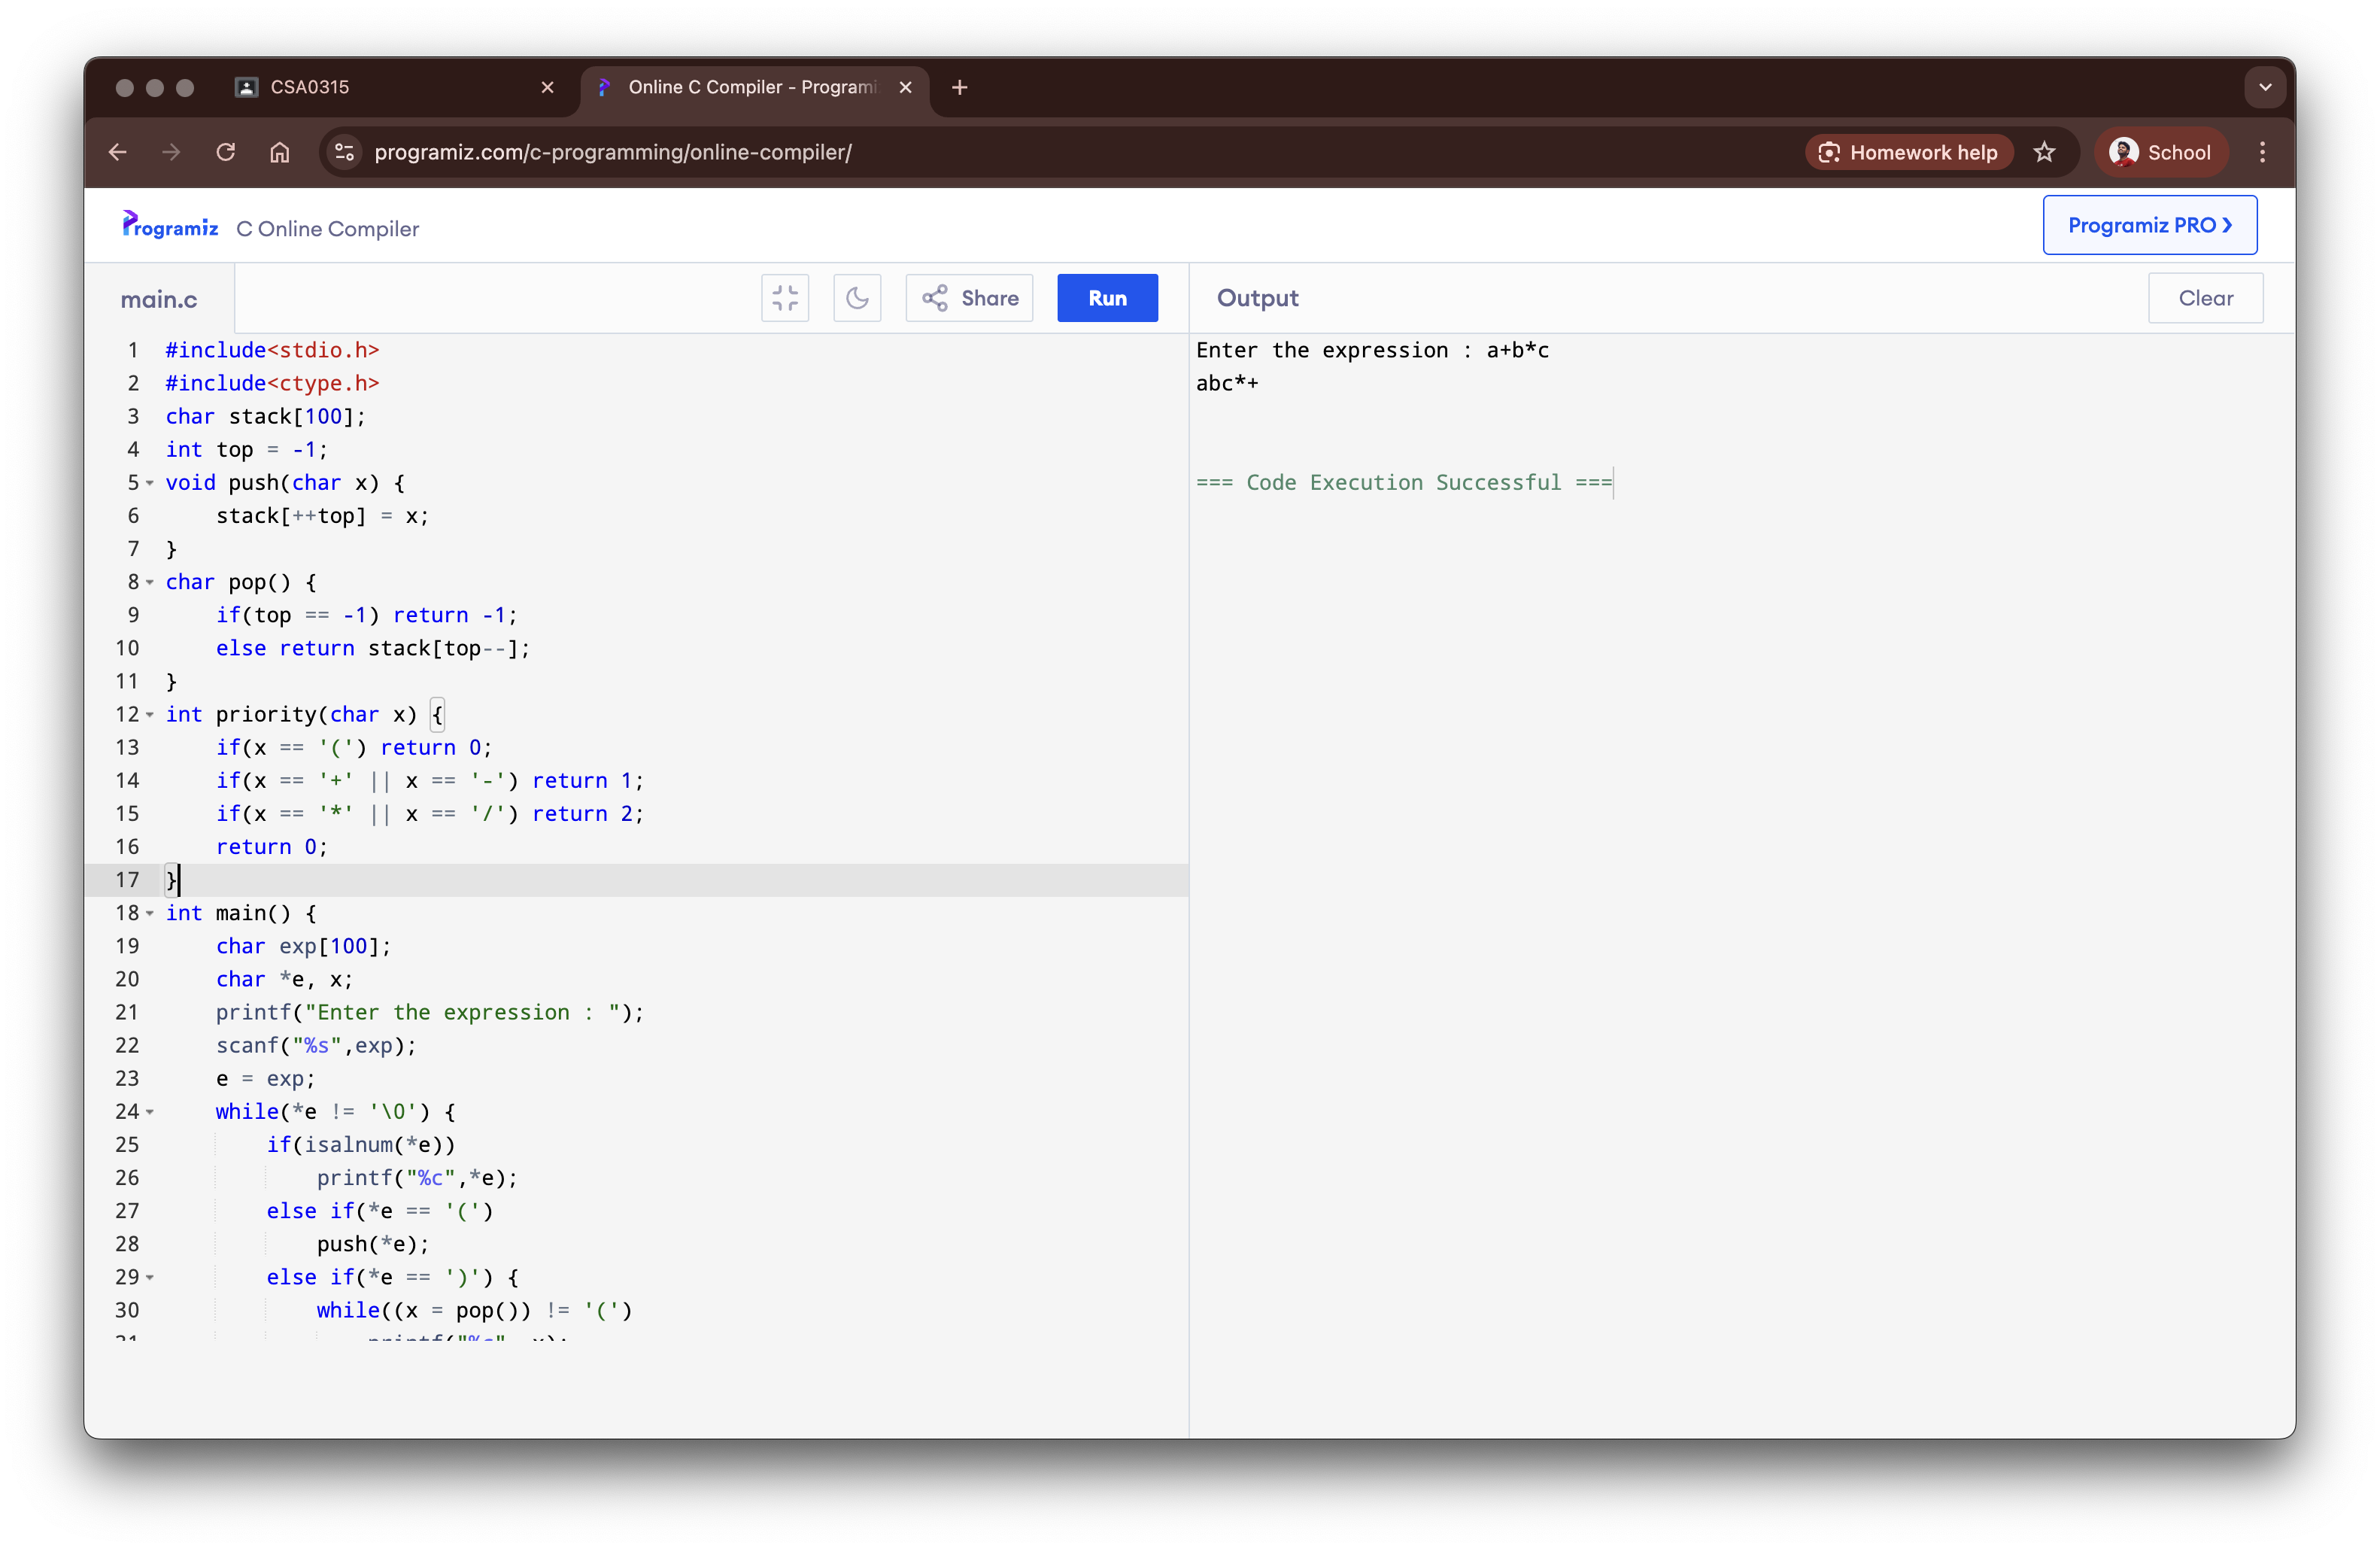 CSA0315
Online C Compiler - Programi
programiz.com/c-programming/online-compiler/
Homework help
School
Programiz
C Online Compiler
Programiz PRO ❯
main.c
Share
Run
Output
Clear
1 #include<stdio.h>
2 #include<ctype.h>
3 char stack[100];
4 int top = -1;
5 void push(char x) {
6     stack[++top] = x;
7 }
8 char pop() {
9     if(top == -1) return -1;
10     else return stack[top--];
11 }
12 int priority(char x) {
13     if(x == '(') return 0;
14     if(x == '+' || x == '-') return 1;
15     if(x == '*' || x == '/') return 2;
16     return 0;
17 }
18 int main() {
19     char exp[100];
20     char *e, x;
21     printf("Enter the expression : ");
22     scanf("%s",exp);
23     e = exp;
24     while(*e != '\0') {
25         if(isalnum(*e))
26             printf("%c",*e);
27         else if(*e == '(')
28             push(*e);
29         else if(*e == ')') {
30             while((x = pop()) != '(')
Enter the expression : a+b*c
abc*+
=== Code Execution Successful ===